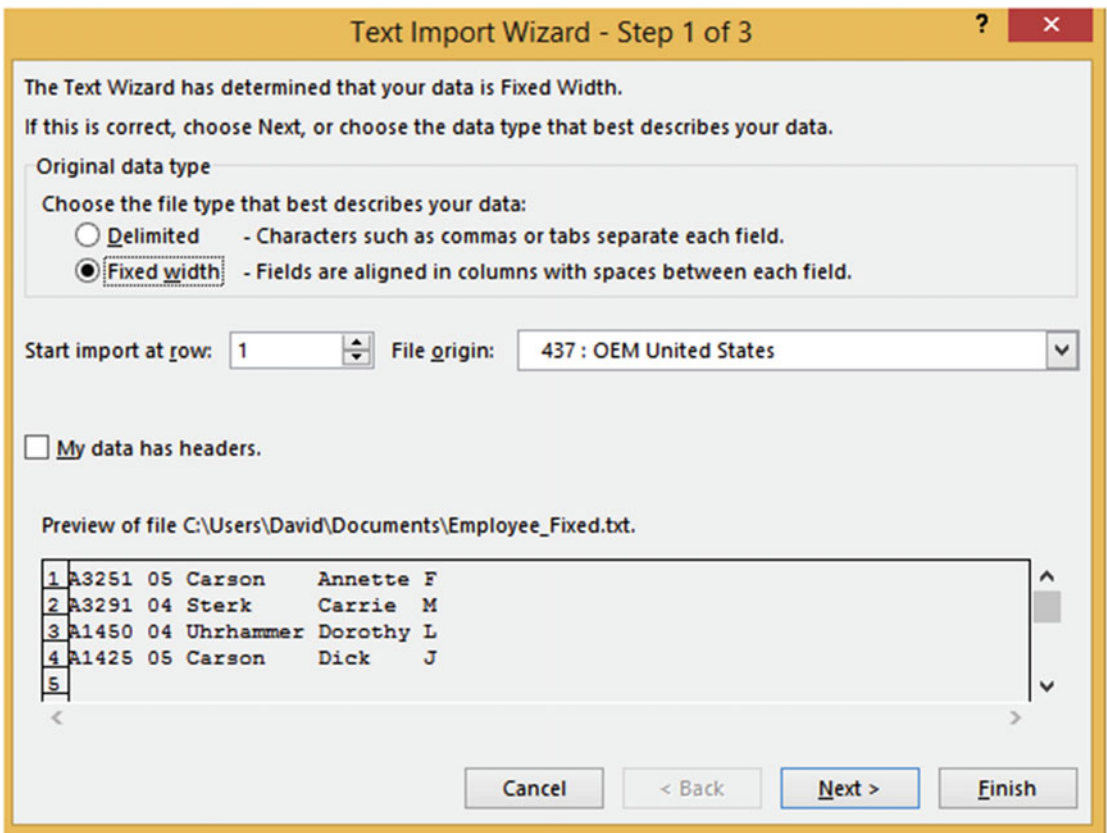 Text Import Wizard - Step 1 of 3 ? ×
The Text Wizard has determined that your data is Fixed Width.
If this is correct, choose Next, or choose the data type that best describes your data.
Original data type
Choose the file type that best describes your data:
Delimited - Characters such as commas or tabs separate each field.
Fixed width - Fields are aligned in columns with spaces between each field.
Start import at row: 1 File origin: 437 : OEM United States
My data has headers.
Preview of file C:\Users\David\Documents\Employee_Fixed.txt.
1 A3251 05 Carson    Annette F
2 A3291 04 Sterk     Carrie  M
3 A1450 04 Uhrhammer Dorothy L
4 A1425 05 Carson    Dick    J
5
Cancel < Back Next > Finish